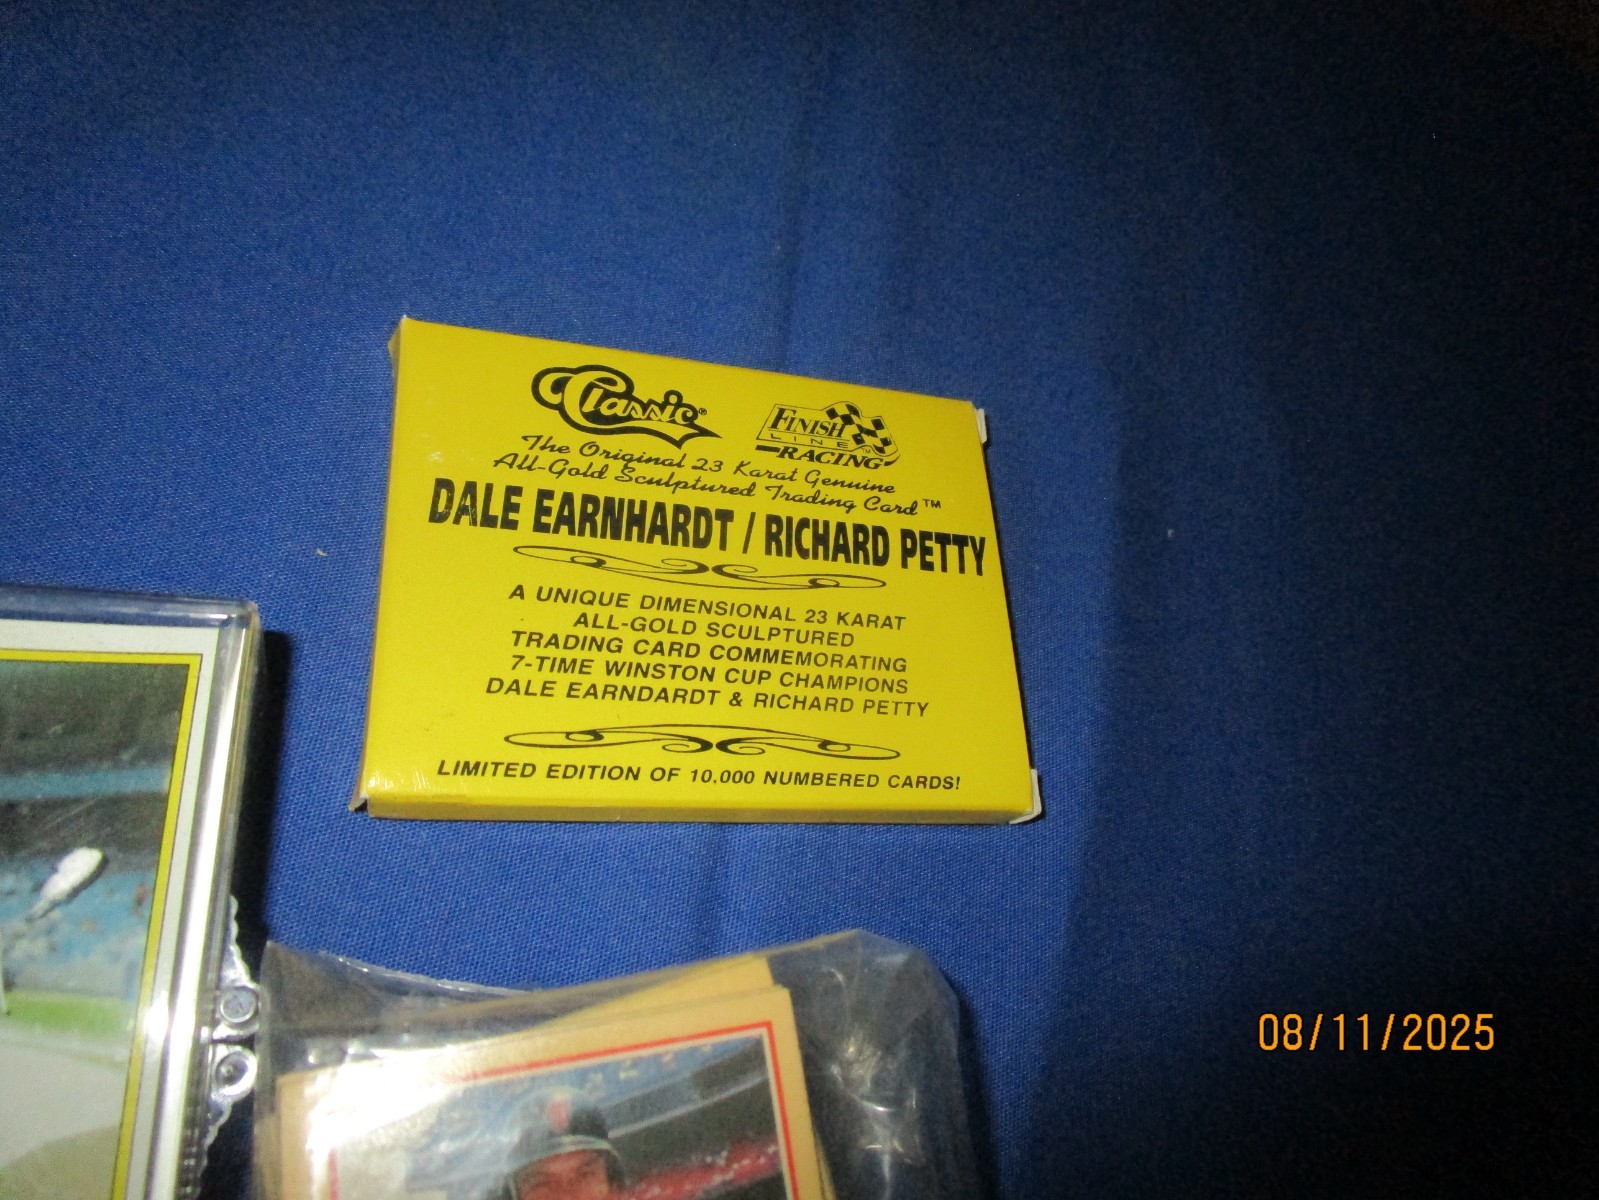 Classic®
FINISH
LINE
RACING™
The Original 23 Karat Genuine
All-Gold Sculptured Trading Card™
DALE EARNHARDT / RICHARD PETTY
A UNIQUE DIMENSIONAL 23 KARAT
ALL-GOLD SCULPTURED
TRADING CARD COMMEMORATING
7-TIME WINSTON CUP CHAMPIONS
DALE EARNDARDT & RICHARD PETTY
LIMITED EDITION OF 10,000 NUMBERED CARDS!
08/11/2025